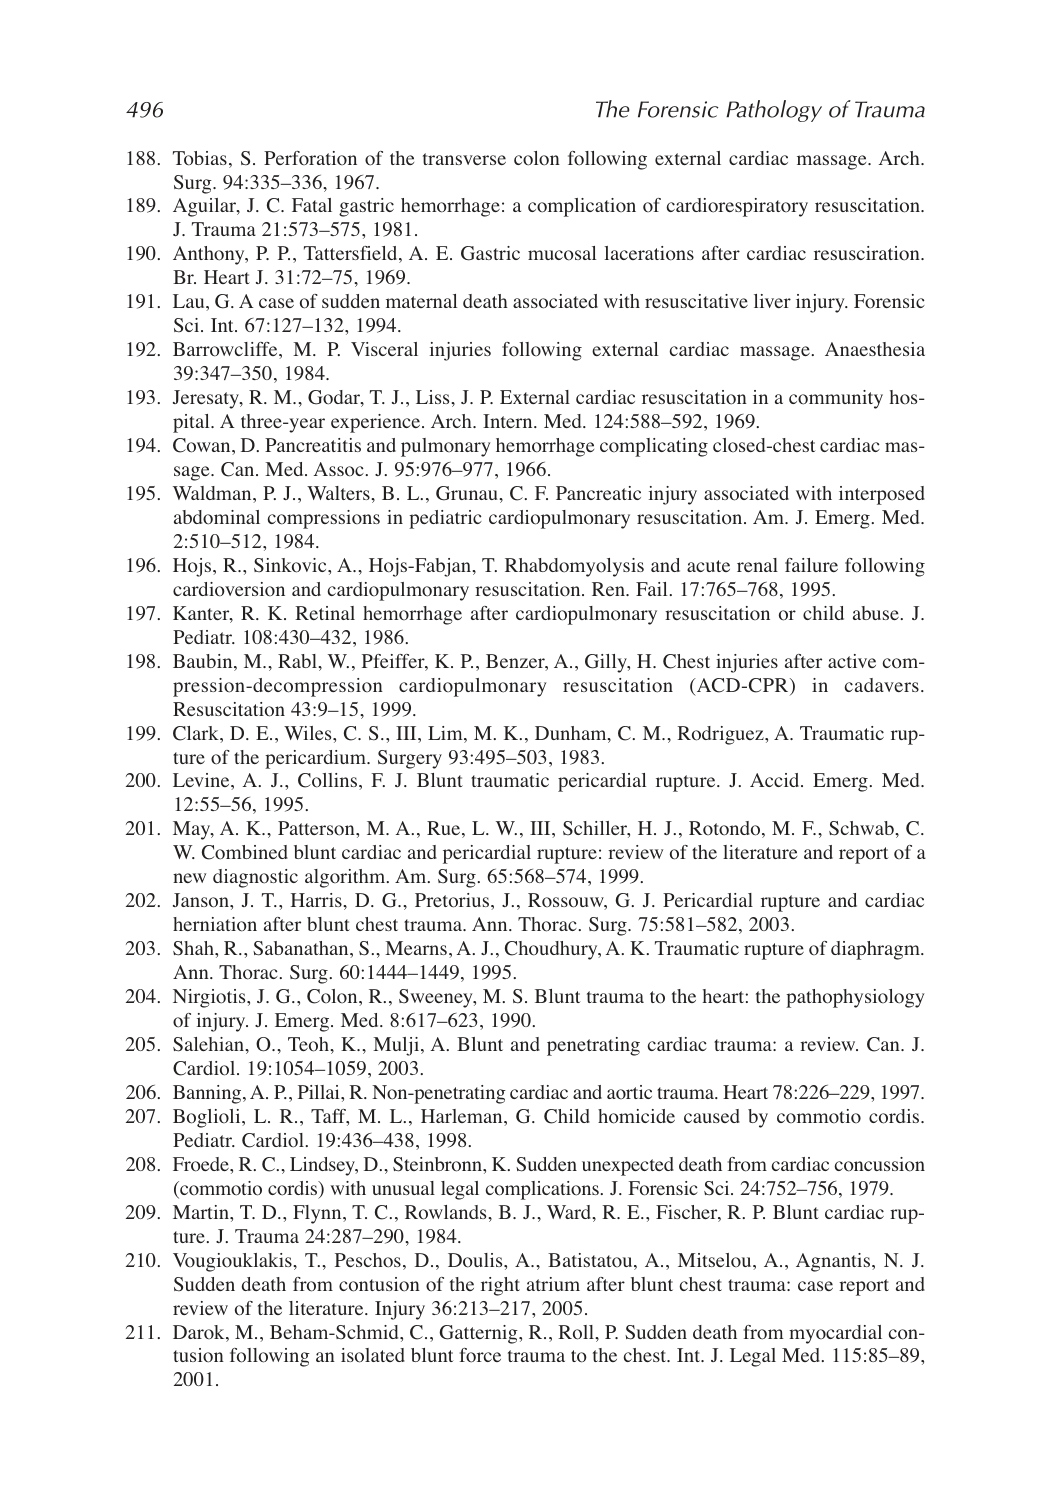 496 The Forensic Pathology of Trauma
188. Tobias, S. Perforation of the transverse colon following external cardiac massage. Arch.
Surg. 94:335–336, 1967.
189. Aguilar, J. C. Fatal gastric hemorrhage: a complication of cardiorespiratory resuscitation.
J. Trauma 21:573–575, 1981.
190. Anthony, P. P., Tattersfield, A. E. Gastric mucosal lacerations after cardiac resusciration.
Br. Heart J. 31:72–75, 1969.
191. Lau, G. A case of sudden maternal death associated with resuscitative liver injury. Forensic
Sci. Int. 67:127–132, 1994.
192. Barrowcliffe, M. P. Visceral injuries following external cardiac massage. Anaesthesia
39:347–350, 1984.
193. Jeresaty, R. M., Godar, T. J., Liss, J. P. External cardiac resuscitation in a community hos-
pital. A three-year experience. Arch. Intern. Med. 124:588–592, 1969.
194. Cowan, D. Pancreatitis and pulmonary hemorrhage complicating closed-chest cardiac mas-
sage. Can. Med. Assoc. J. 95:976–977, 1966.
195. Waldman, P. J., Walters, B. L., Grunau, C. F. Pancreatic injury associated with interposed
abdominal compressions in pediatric cardiopulmonary resuscitation. Am. J. Emerg. Med.
2:510–512, 1984.
196. Hojs, R., Sinkovic, A., Hojs-Fabjan, T. Rhabdomyolysis and acute renal failure following
cardioversion and cardiopulmonary resuscitation. Ren. Fail. 17:765–768, 1995.
197. Kanter, R. K. Retinal hemorrhage after cardiopulmonary resuscitation or child abuse. J.
Pediatr. 108:430–432, 1986.
198. Baubin, M., Rabl, W., Pfeiffer, K. P., Benzer, A., Gilly, H. Chest injuries after active com-
pression-decompression cardiopulmonary resuscitation (ACD-CPR) in cadavers.
Resuscitation 43:9–15, 1999.
199. Clark, D. E., Wiles, C. S., III, Lim, M. K., Dunham, C. M., Rodriguez, A. Traumatic rup-
ture of the pericardium. Surgery 93:495–503, 1983.
200. Levine, A. J., Collins, F. J. Blunt traumatic pericardial rupture. J. Accid. Emerg. Med.
12:55–56, 1995.
201. May, A. K., Patterson, M. A., Rue, L. W., III, Schiller, H. J., Rotondo, M. F., Schwab, C.
W. Combined blunt cardiac and pericardial rupture: review of the literature and report of a
new diagnostic algorithm. Am. Surg. 65:568–574, 1999.
202. Janson, J. T., Harris, D. G., Pretorius, J., Rossouw, G. J. Pericardial rupture and cardiac
herniation after blunt chest trauma. Ann. Thorac. Surg. 75:581–582, 2003.
203. Shah, R., Sabanathan, S., Mearns, A. J., Choudhury, A. K. Traumatic rupture of diaphragm.
Ann. Thorac. Surg. 60:1444–1449, 1995.
204. Nirgiotis, J. G., Colon, R., Sweeney, M. S. Blunt trauma to the heart: the pathophysiology
of injury. J. Emerg. Med. 8:617–623, 1990.
205. Salehian, O., Teoh, K., Mulji, A. Blunt and penetrating cardiac trauma: a review. Can. J.
Cardiol. 19:1054–1059, 2003.
206. Banning, A. P., Pillai, R. Non-penetrating cardiac and aortic trauma. Heart 78:226–229, 1997.
207. Boglioli, L. R., Taff, M. L., Harleman, G. Child homicide caused by commotio cordis.
Pediatr. Cardiol. 19:436–438, 1998.
208. Froede, R. C., Lindsey, D., Steinbronn, K. Sudden unexpected death from cardiac concussion
(commotio cordis) with unusual legal complications. J. Forensic Sci. 24:752–756, 1979.
209. Martin, T. D., Flynn, T. C., Rowlands, B. J., Ward, R. E., Fischer, R. P. Blunt cardiac rup-
ture. J. Trauma 24:287–290, 1984.
210. Vougiouklakis, T., Peschos, D., Doulis, A., Batistatou, A., Mitselou, A., Agnantis, N. J.
Sudden death from contusion of the right atrium after blunt chest trauma: case report and
review of the literature. Injury 36:213–217, 2005.
211. Darok, M., Beham-Schmid, C., Gatternig, R., Roll, P. Sudden death from myocardial con-
tusion following an isolated blunt force trauma to the chest. Int. J. Legal Med. 115:85–89,
2001.